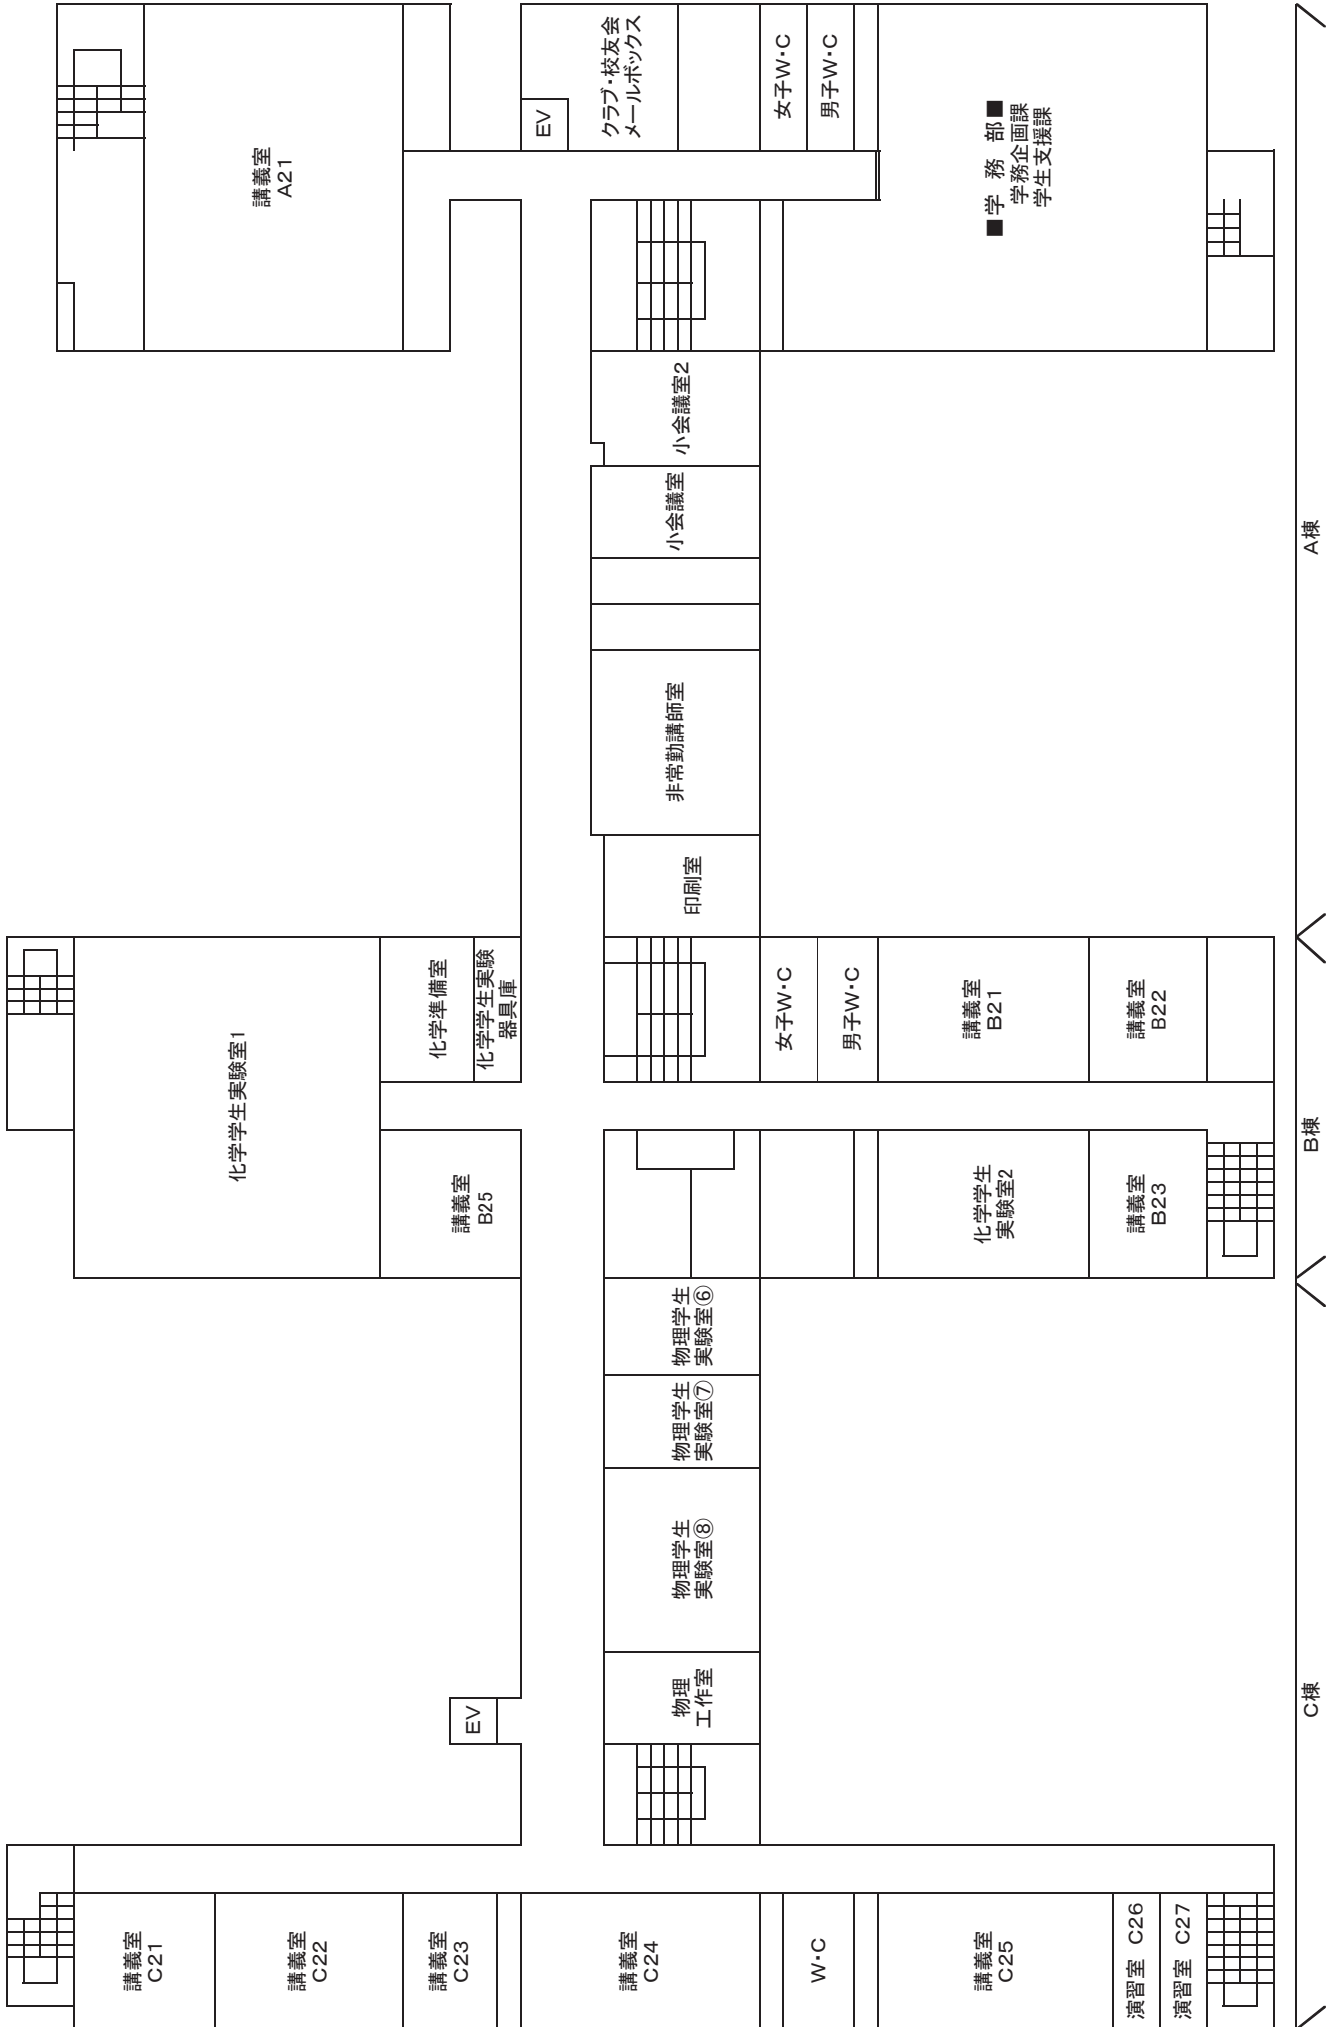 講義室
A21
EV
クラブ・校友会
メールボックス
女子W・C
男子W・C
■学 務 部■
学務企画課
学生支援課
小会議室2
小会議室
非常勤講師室
印刷室
A棟
化学学生実験室1
化学準備室
化学学生実験
器具庫
女子W・C
男子W・C
講義室
B21
講義室
B22
講義室
B25
化学学生
実験室2
講義室
B23
B棟
物理学生
実験室⑥
物理学生
実験室⑦
物理学生
実験室⑧
物理
工作室
EV
C棟
講義室
C21
講義室
C22
講義室
C23
講義室
C24
W・C
講義室
C25
演習室 C26
演習室 C27